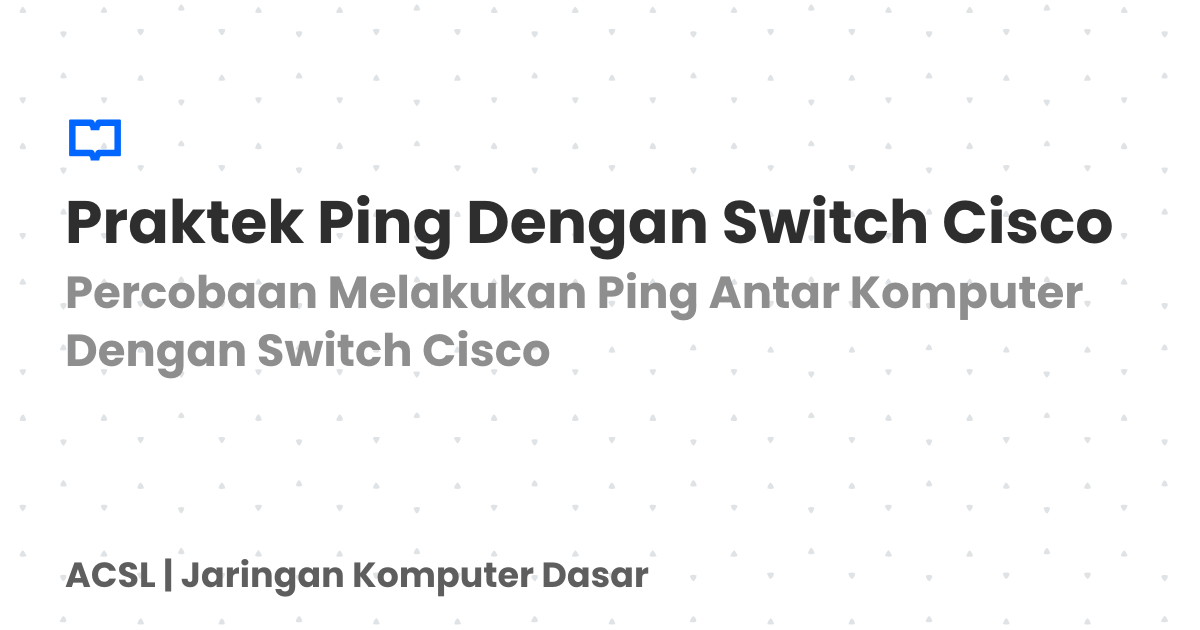 Praktek Ping Dengan Switch Cisco
Percobaan Melakukan Ping Antar Komputer
Dengan Switch Cisco
ACSL | Jaringan Komputer Dasar